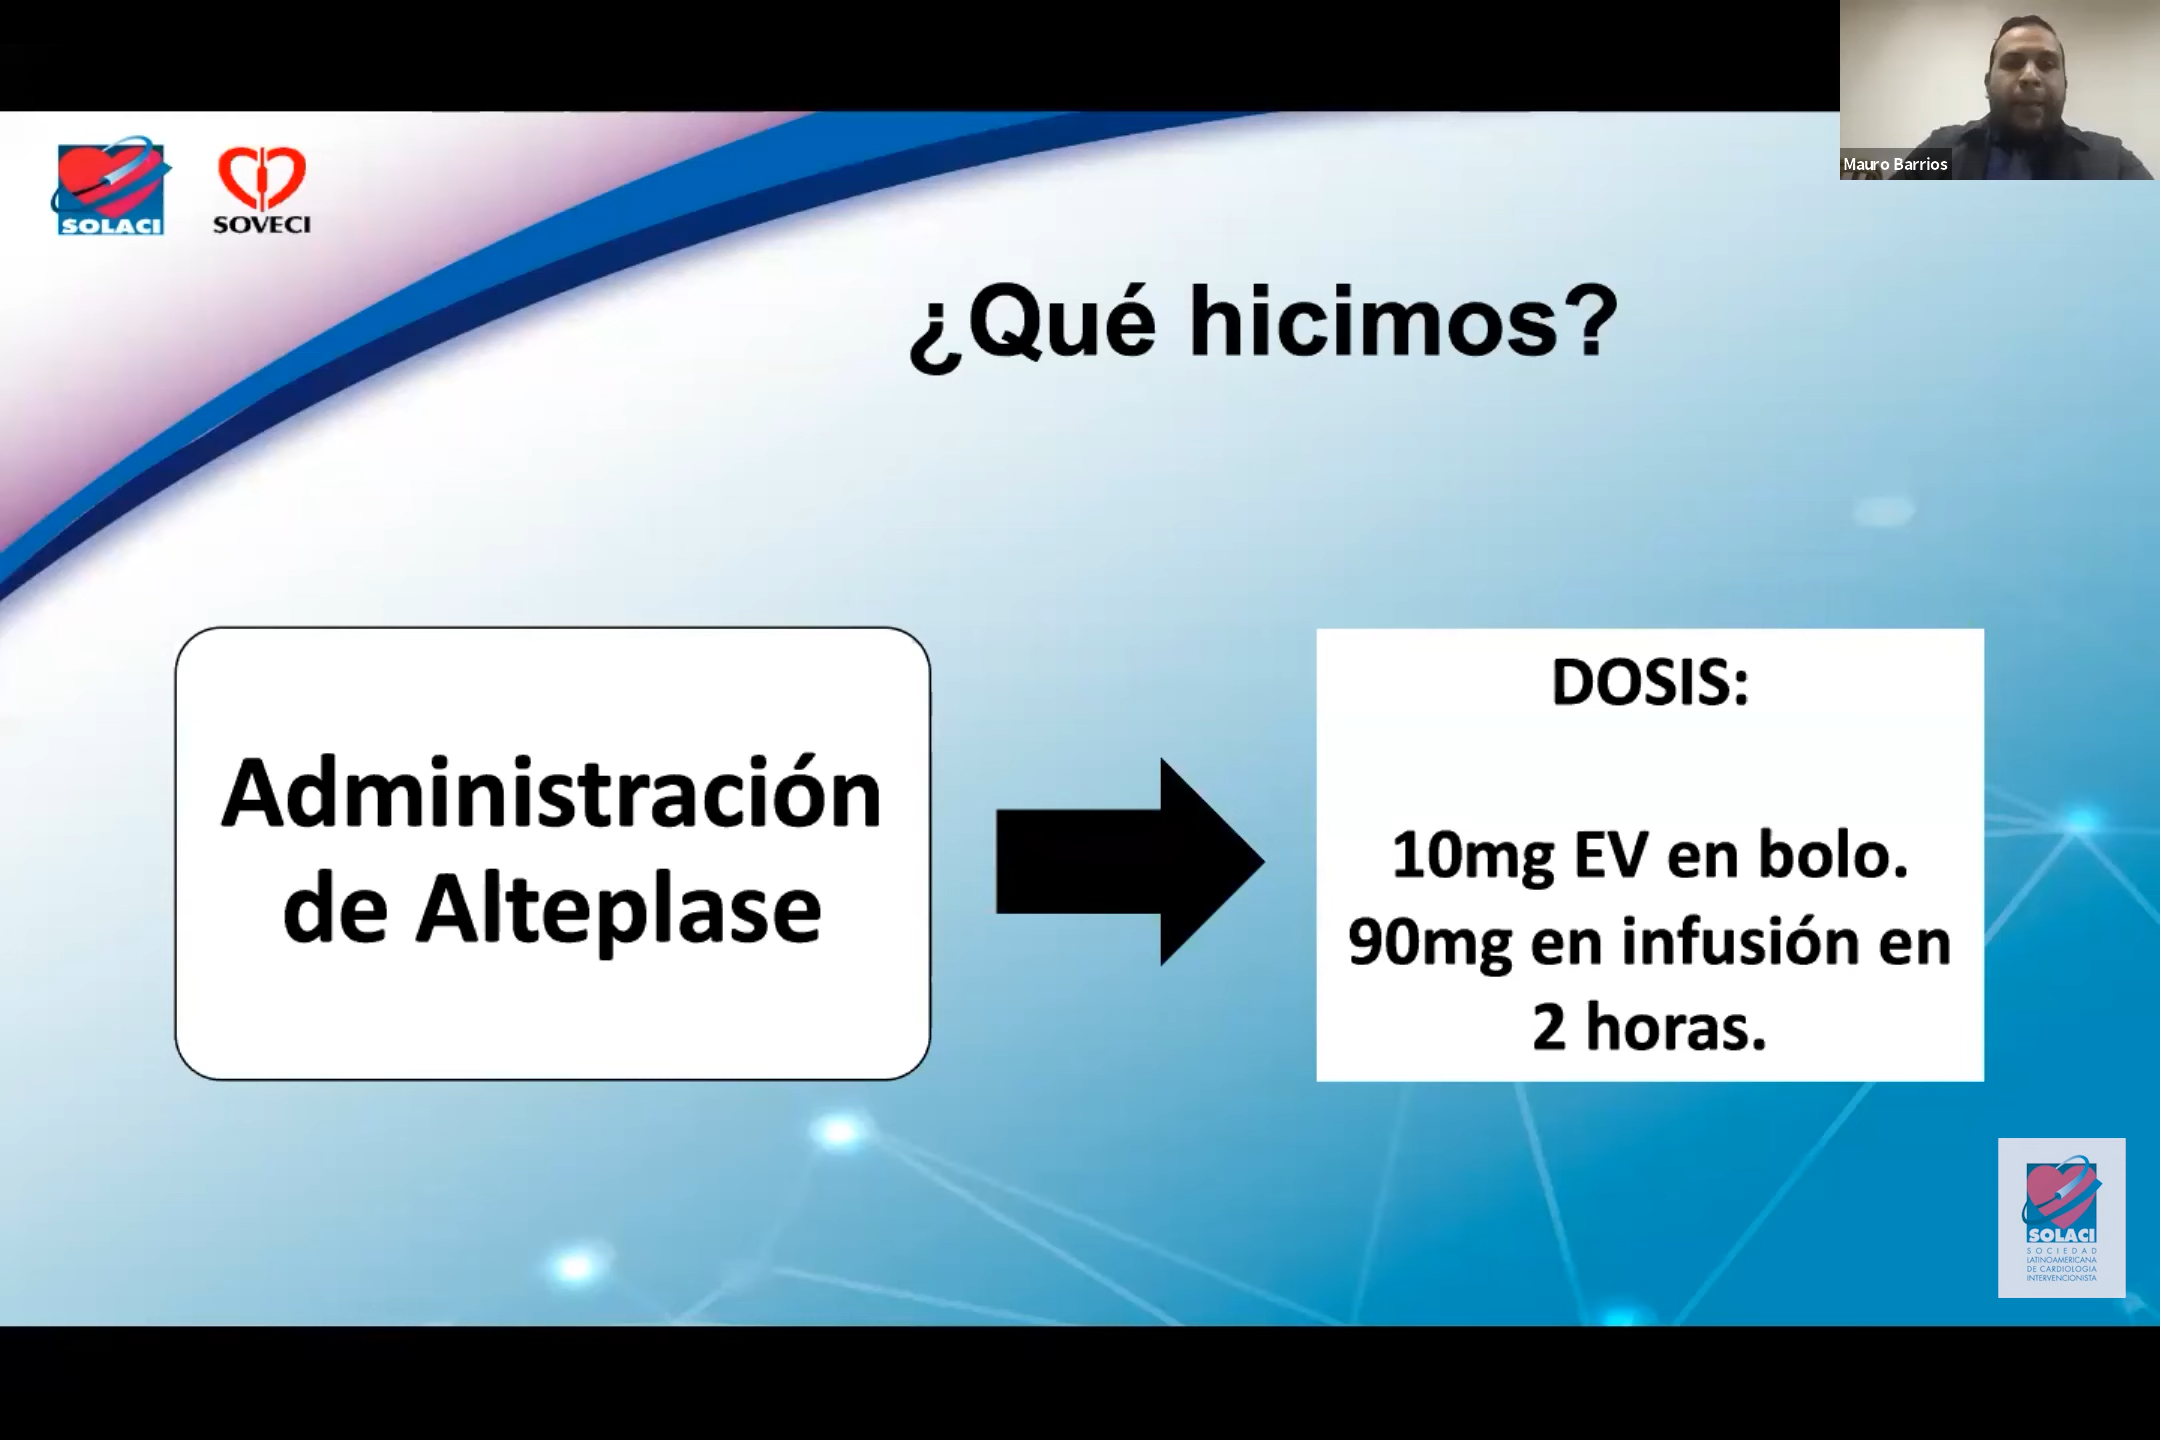 Mauro Barrios
SOLACI
SOVECI
¿Qué hicimos?
Administración
de Alteplase
DOSIS:
10mg EV en bolo.
90mg en infusión en
2 horas.
SOLACI
SOCIEDAD
LATINOAMERICANA
DE CARDIOLOGIA
INTERVENCIONISTA